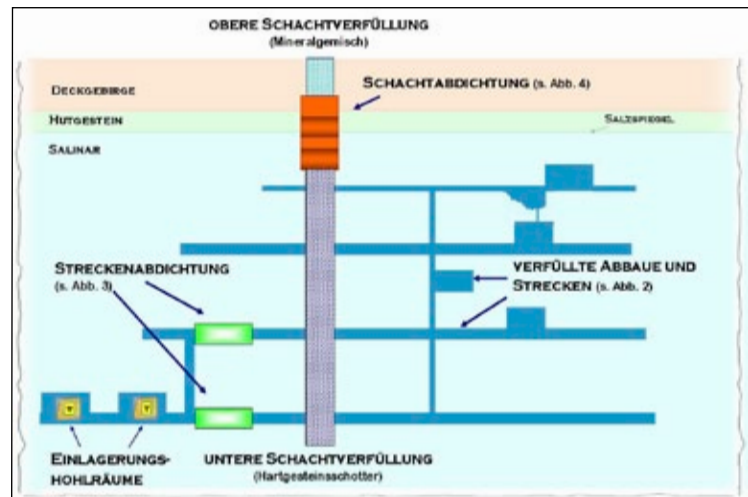 OBERE SCHACHTVERFÜLLUNG
(Mineralgemisch)
SCHACHTABDICHTUNG (s. Abb. 4)
DECKGEBIRGE
HUTGESTEIN
SALZSPIEGEL
SALINAR
STRECKENABDICHTUNG
(s. Abb. 3)
VERFÜLLTE ABBAUE UND
STRECKEN (s. Abb. 2)
EINLAGERUNGS-
HOHLRÄUME
UNTERE SCHACHTVERFÜLLUNG
(Hartgesteinsschotter)